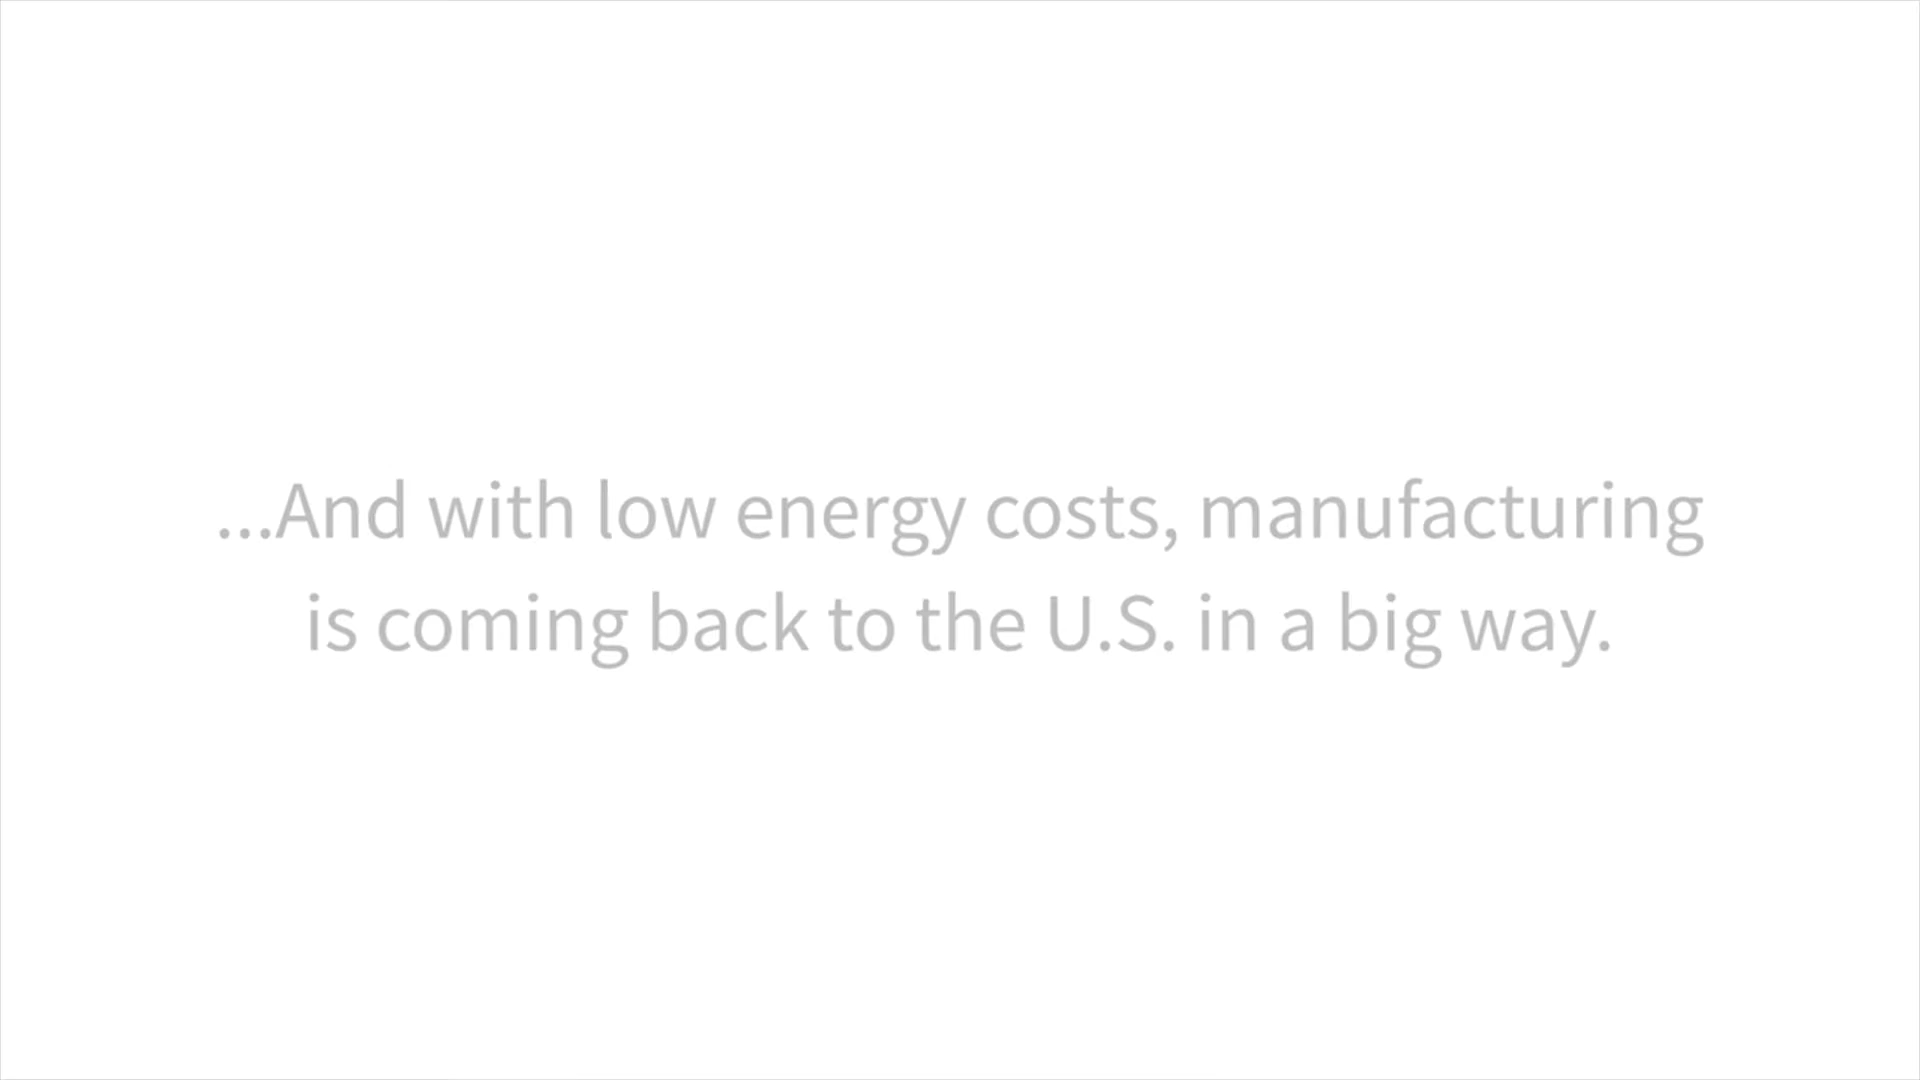 ...And with low energy costs, manufacturing
is coming back to the U.S. in a big way.